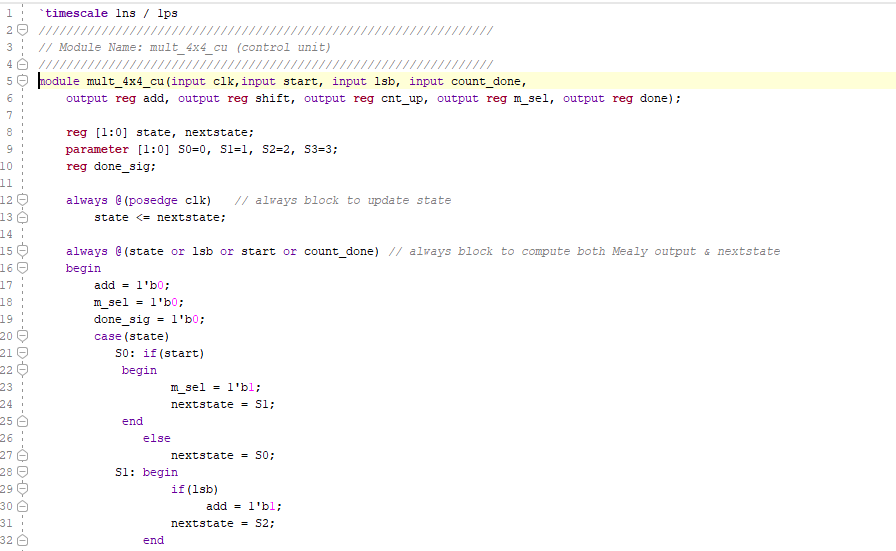 1 `timescale 1ns / 1ps
2 //////////////////////////////////////////////////////////////////
3 // Module Name: mult_4x4_cu (control unit)
4 //////////////////////////////////////////////////////////////////
5 module mult_4x4_cu(input clk,input start, input lsb, input count_done,
6 output reg add, output reg shift, output reg cnt_up, output reg m_sel, output reg done);
7
8 reg [1:0] state, nextstate;
9 parameter [1:0] S0=0, S1=1, S2=2, S3=3;
10 reg done_sig;
11
12 always @(posedge clk) // always block to update state
13 state <= nextstate;
14
15 always @(state or lsb or start or count_done) // always block to compute both Mealy output & nextstate
16 begin
17 add = 1'b0;
18 m_sel = 1'b0;
19 done_sig = 1'b0;
20 case(state)
21 S0: if(start)
22 begin
23 m_sel = 1'b1;
24 nextstate = S1;
25 end
26 else
27 nextstate = S0;
28 S1: begin
29 if(lsb)
30 add = 1'b1;
31 nextstate = S2;
32 end